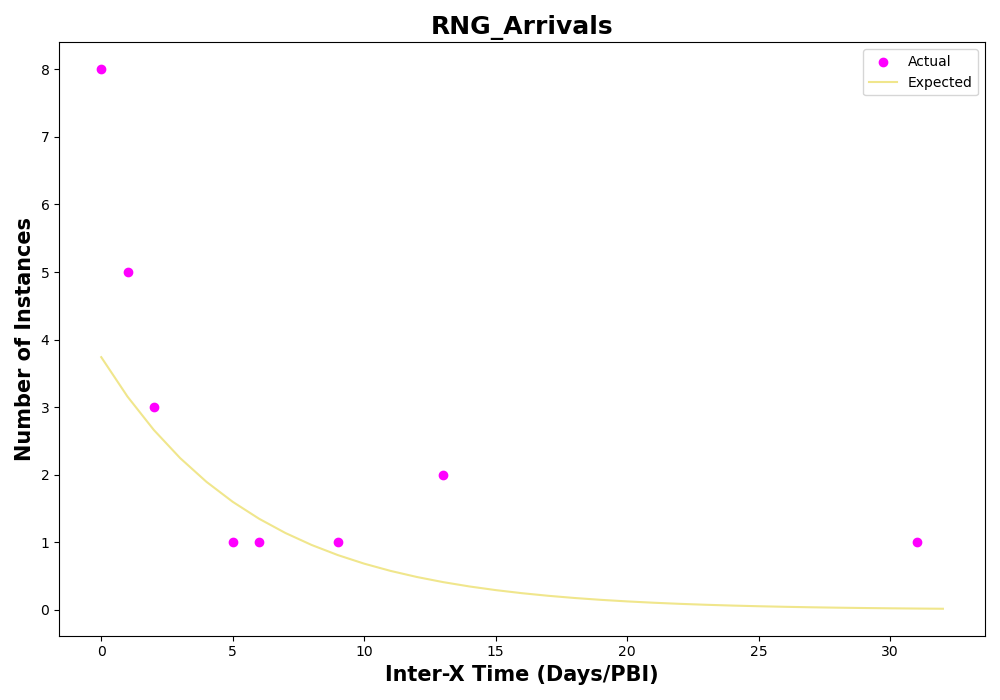 RNG_Arrivals
Actual
Expected
8
7
6
5
4
3
2
1
0
Number of Instances
0 5 10 15 20 25 30
Inter-X Time (Days/PBI)